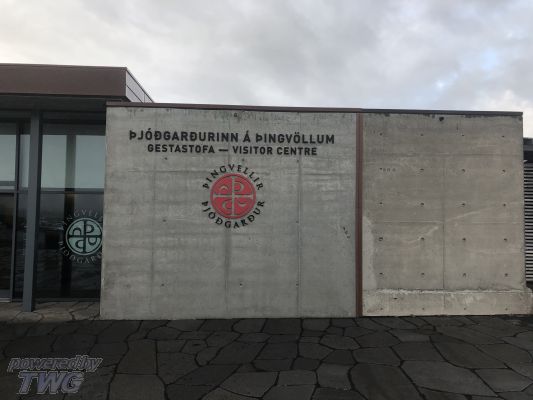 ÞJÓÐGARÐURINN Á ÞINGVÖLLUM
GESTASTOFA — VISITOR CENTRE
ÞINGVELLIR
ÞJÓÐGARÐUR
ÞINGVELLIR
ÞJÓÐGARÐUR
powered by
TWG